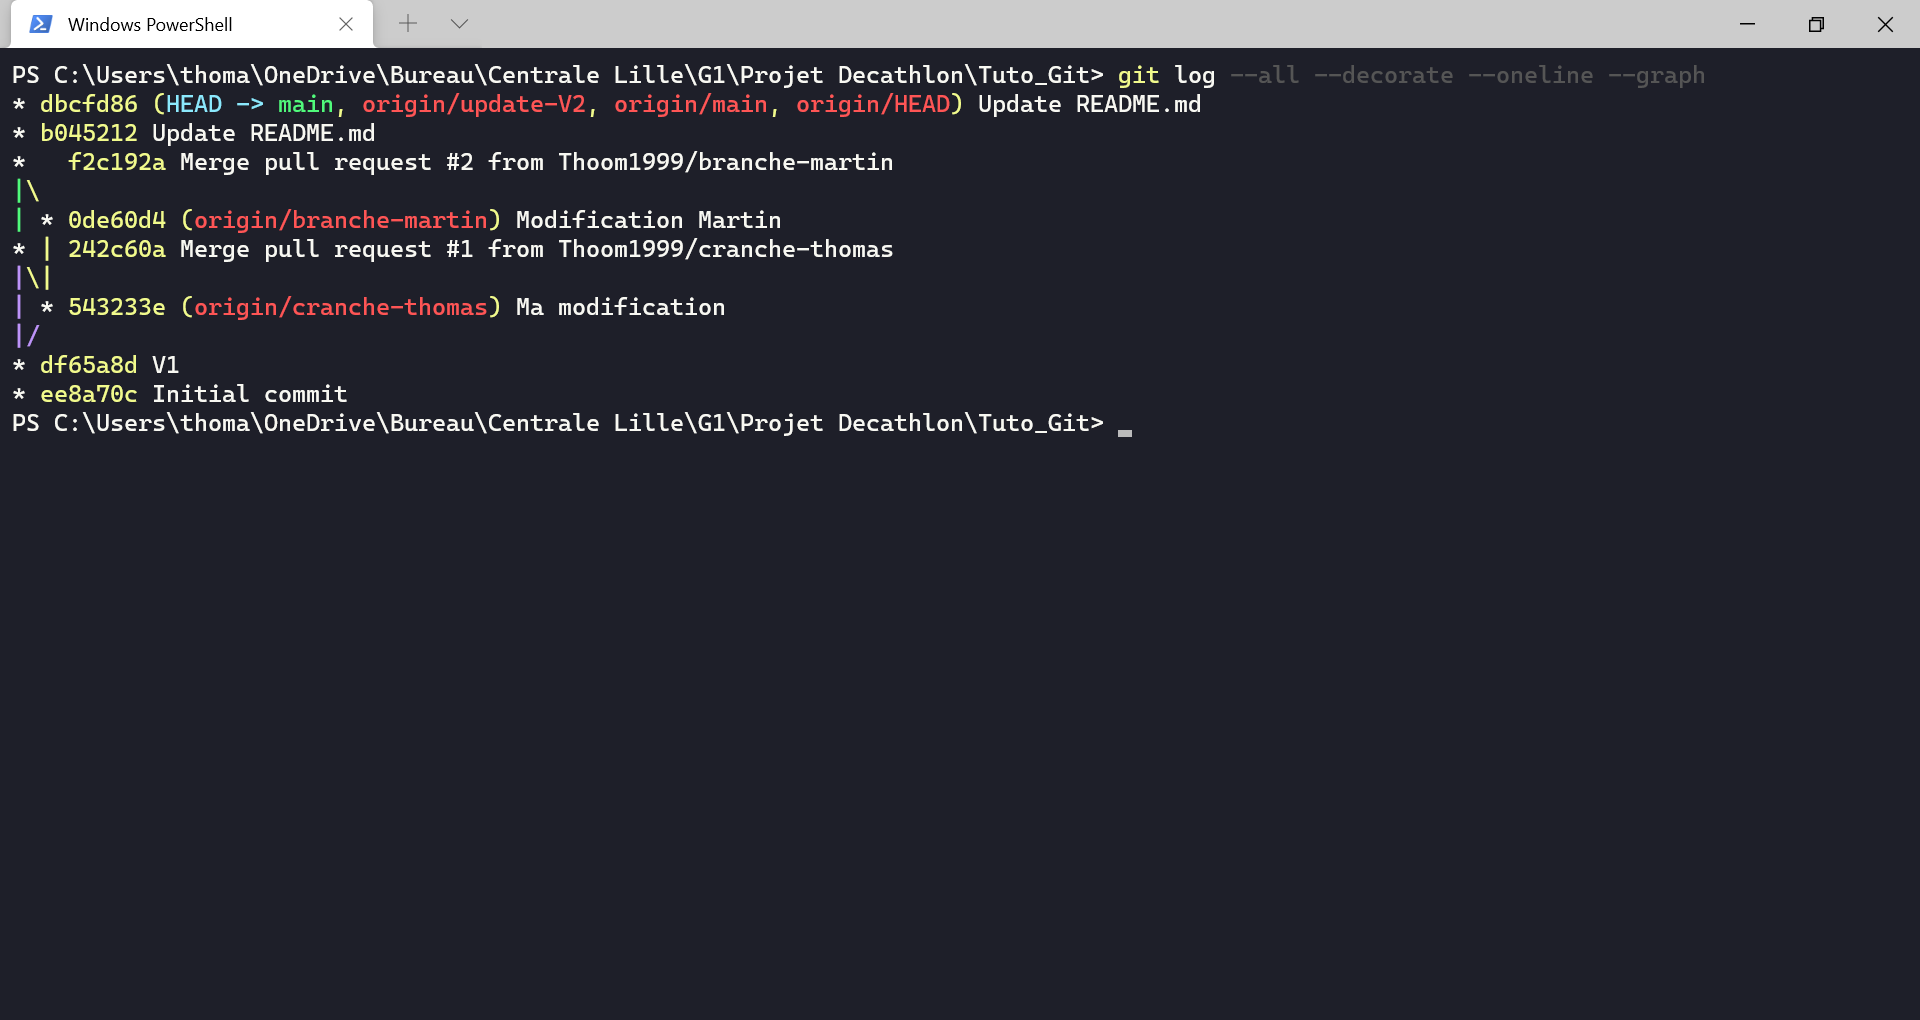 Windows PowerShell
PS C:\Users\thoma\OneDrive\Bureau\Centrale Lille\G1\Projet Decathlon\Tuto_Git> git log --all --decorate --oneline --graph
* dbcfd86 (HEAD -> main, origin/update-V2, origin/main, origin/HEAD) Update README.md
* b045212 Update README.md
*   f2c192a Merge pull request #2 from Thoom1999/branche-martin
|\
| * 0de60d4 (origin/branche-martin) Modification Martin
* | 242c60a Merge pull request #1 from Thoom1999/cranche-thomas
|\|
| * 543233e (origin/cranche-thomas) Ma modification
|/
* df65a8d V1
* ee8a70c Initial commit
PS C:\Users\thoma\OneDrive\Bureau\Centrale Lille\G1\Projet Decathlon\Tuto_Git>